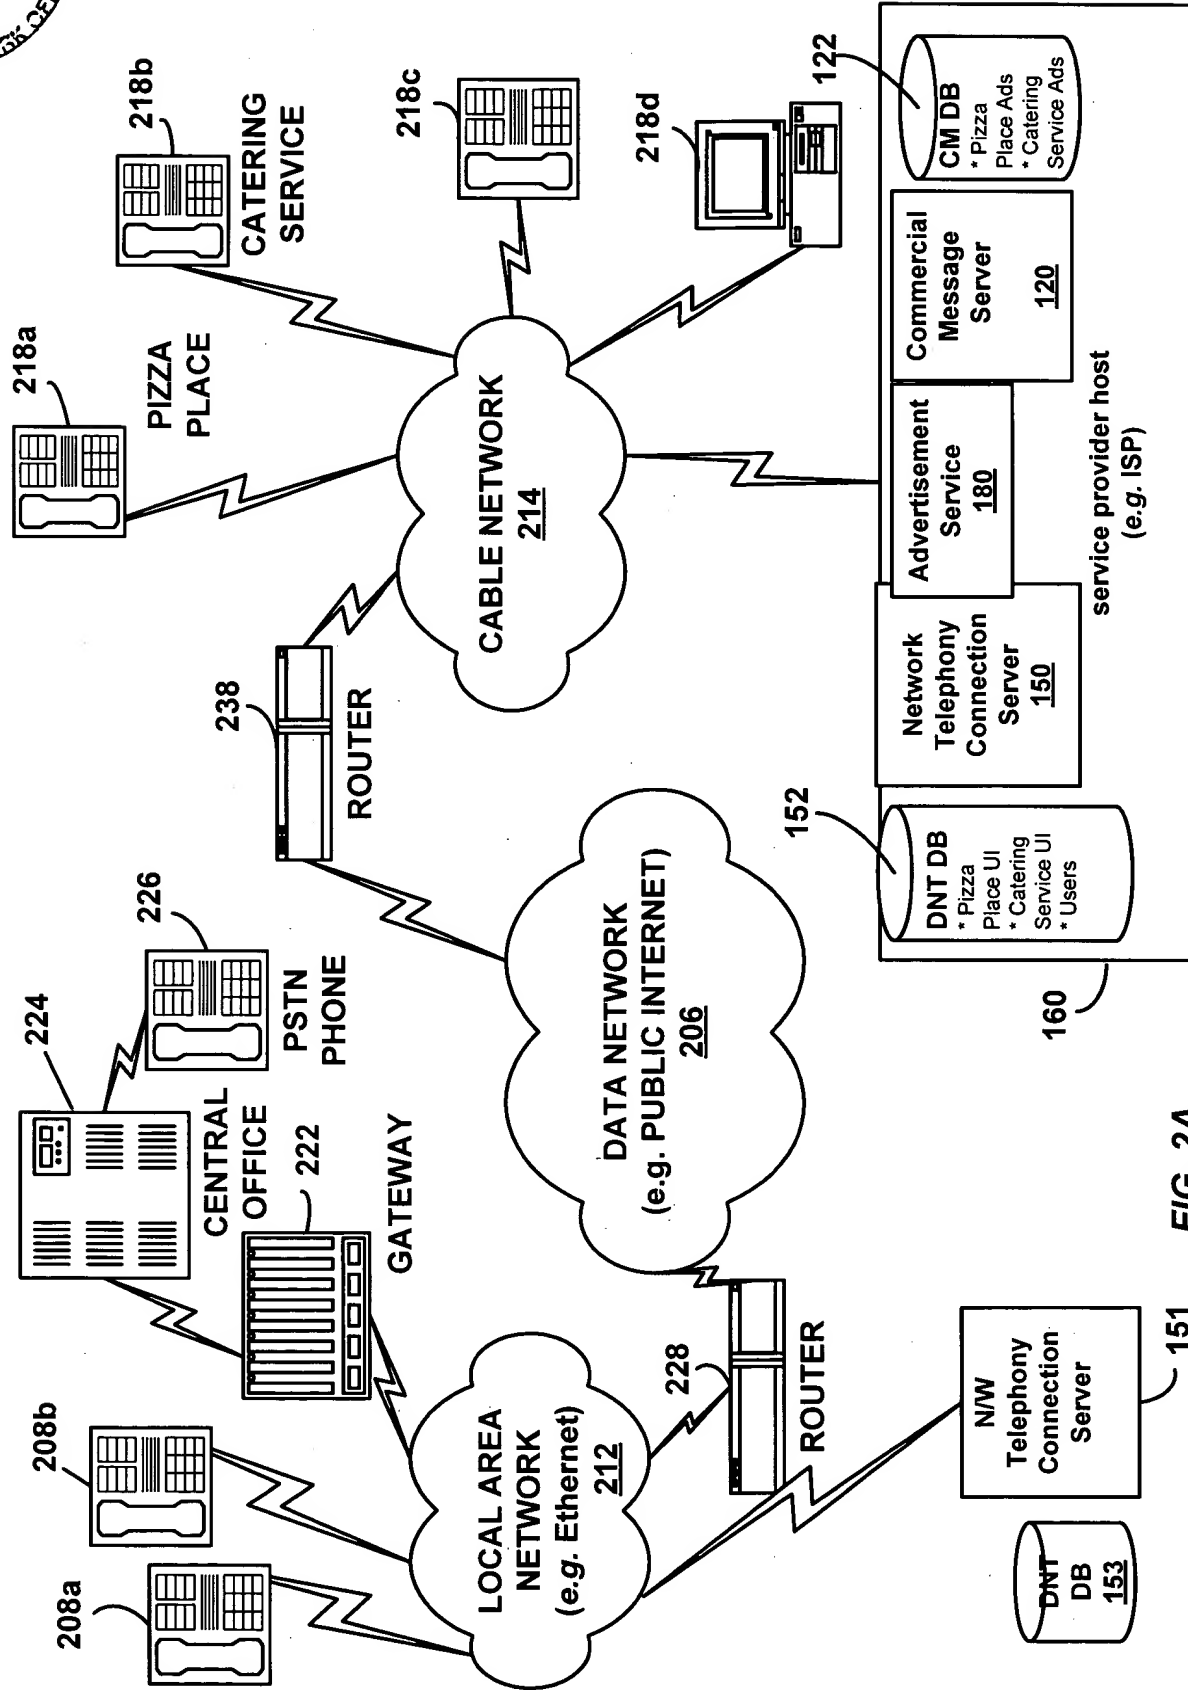 208a
208b
LOCAL AREA
NETWORK
(e.g. Ethernet)
212
GATEWAY
222
CENTRAL
OFFICE
224
PSTN
PHONE
226
228
ROUTER
N/W
Telephony
Connection
Server
151
DNT
DB
153
DATA NETWORK
(e.g. PUBLIC INTERNET)
206
238
ROUTER
CABLE NETWORK
214
218a
PIZZA
PLACE
218b
CATERING
SERVICE
218c
218d
152
DNT DB
* Pizza
Place UI
* Catering
Service UI
* Users
160
Network
Telephony
Connection
Server
150
Advertisement
Service
180
Commercial
Message
Server
120
122
CM DB
* Pizza
Place Ads
* Catering
Service Ads
service provider host
(e.g. ISP)
FIG. 2A